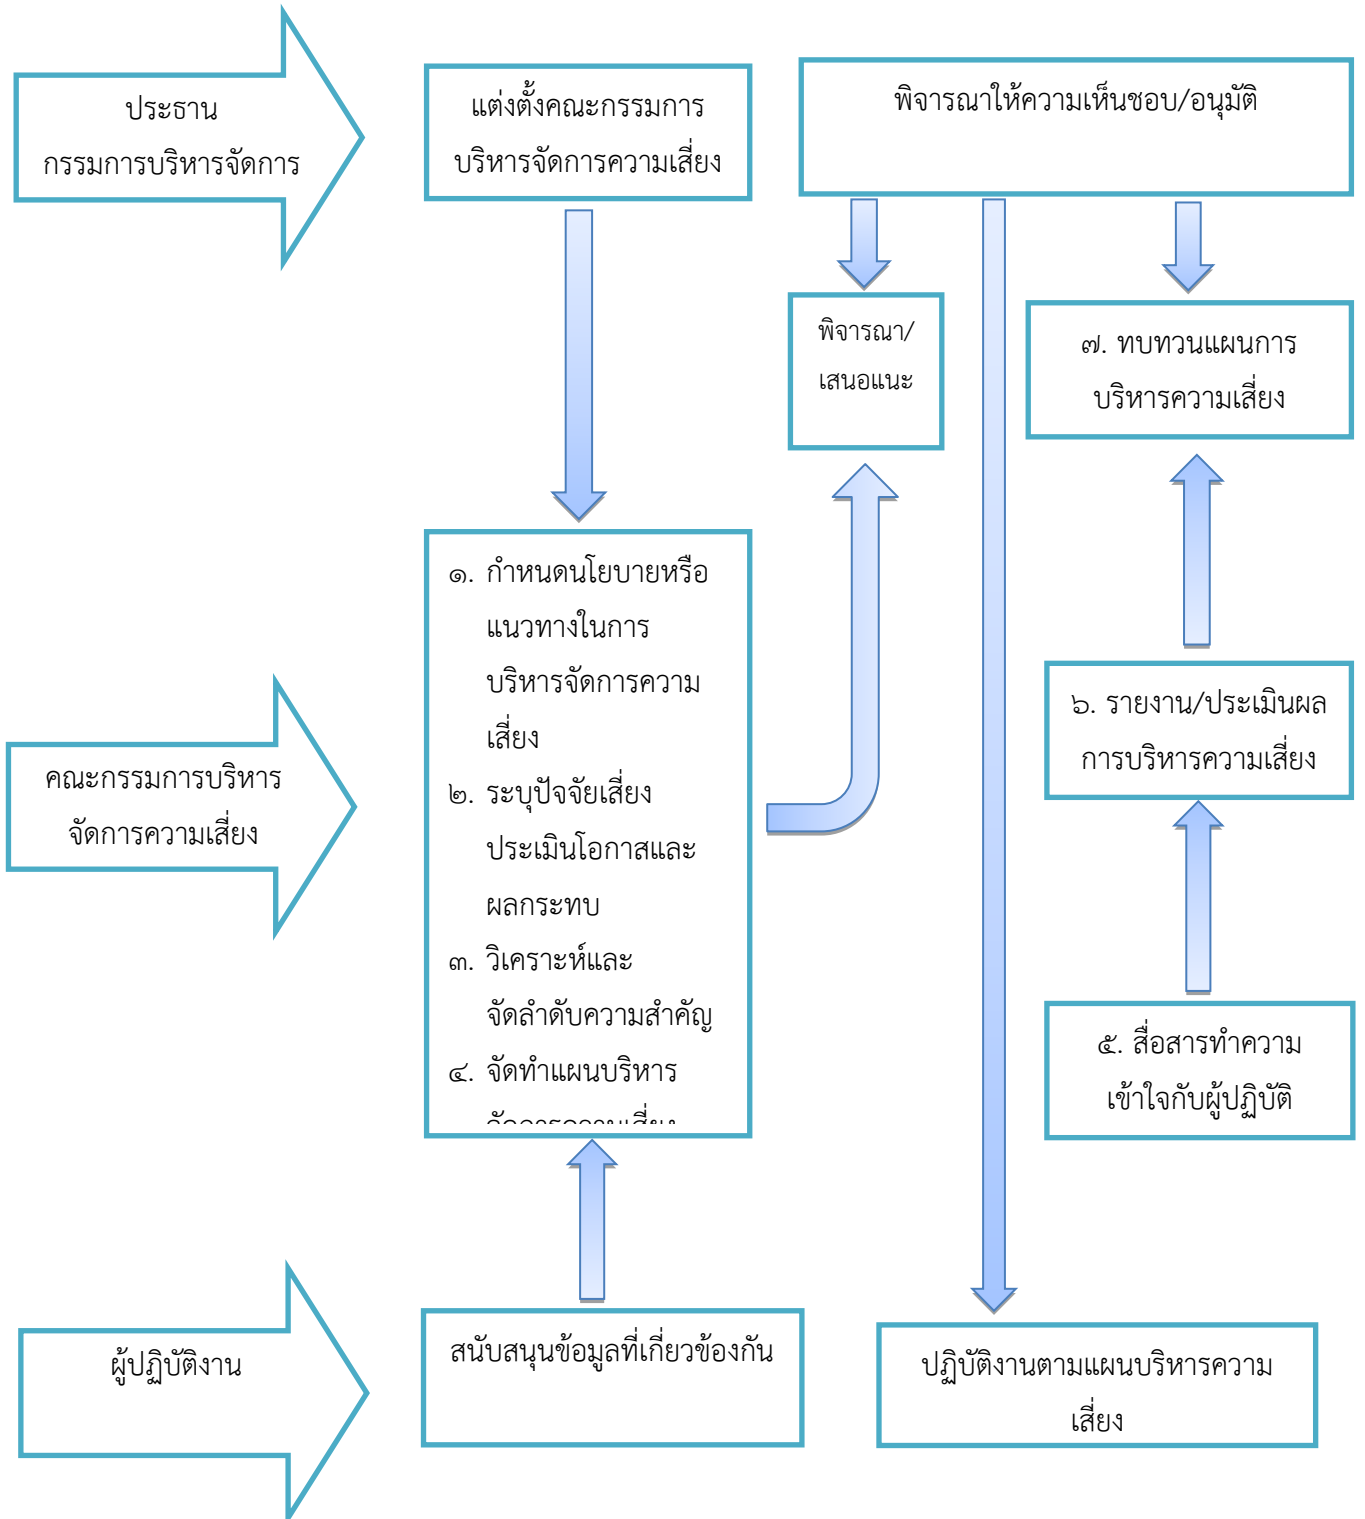 ประธาน
กรรมการบริหารจัดการ
แต่งตั้งคณะกรรมการ
บริหารจัดการความเสี่ยง
พิจารณาให้ความเห็นชอบ/อนุมัติ
พิจารณา/
เสนอแนะ
๗. ทบทวนแผนการ
บริหารความเสี่ยง
คณะกรรมการบริหาร
จัดการความเสี่ยง
๑. กำหนดนโยบายหรือ
แนวทางในการ
บริหารจัดการความ
เสี่ยง
๒. ระบุปัจจัยเสี่ยง
ประเมินโอกาสและ
ผลกระทบ
๓. วิเคราะห์และ
จัดลำดับความสำคัญ
๔. จัดทำแผนบริหาร
จัดการความเสี่ยง
๖. รายงาน/ประเมินผล
การบริหารความเสี่ยง
๕. สื่อสารทำความ
เข้าใจกับผู้ปฏิบัติ
ผู้ปฏิบัติงาน
สนับสนุนข้อมูลที่เกี่ยวข้องกัน
ปฏิบัติงานตามแผนบริหารความ
เสี่ยง